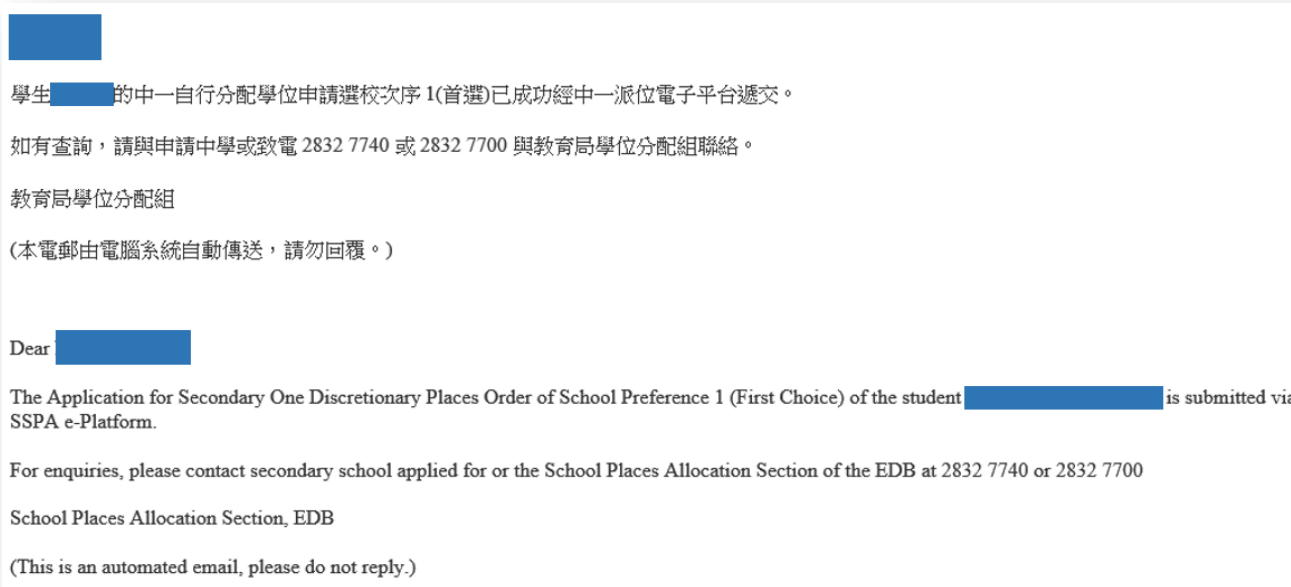 學生 的中一自行分配學位申請選校次序 1(首選)已成功經中一派位電子平台遞交。
如有查詢，請與申請中學或致電 2832 7740 或 2832 7700 與教育局學位分配組聯絡。
教育局學位分配組
(本電郵由電腦系統自動傳送，請勿回覆。)
Dear
The Application for Secondary One Discretionary Places Order of School Preference 1 (First Choice) of the student is submitted via
SSPA e-Platform.
For enquiries, please contact secondary school applied for or the School Places Allocation Section of the EDB at 2832 7740 or 2832 7700
School Places Allocation Section, EDB
(This is an automated email, please do not reply.)